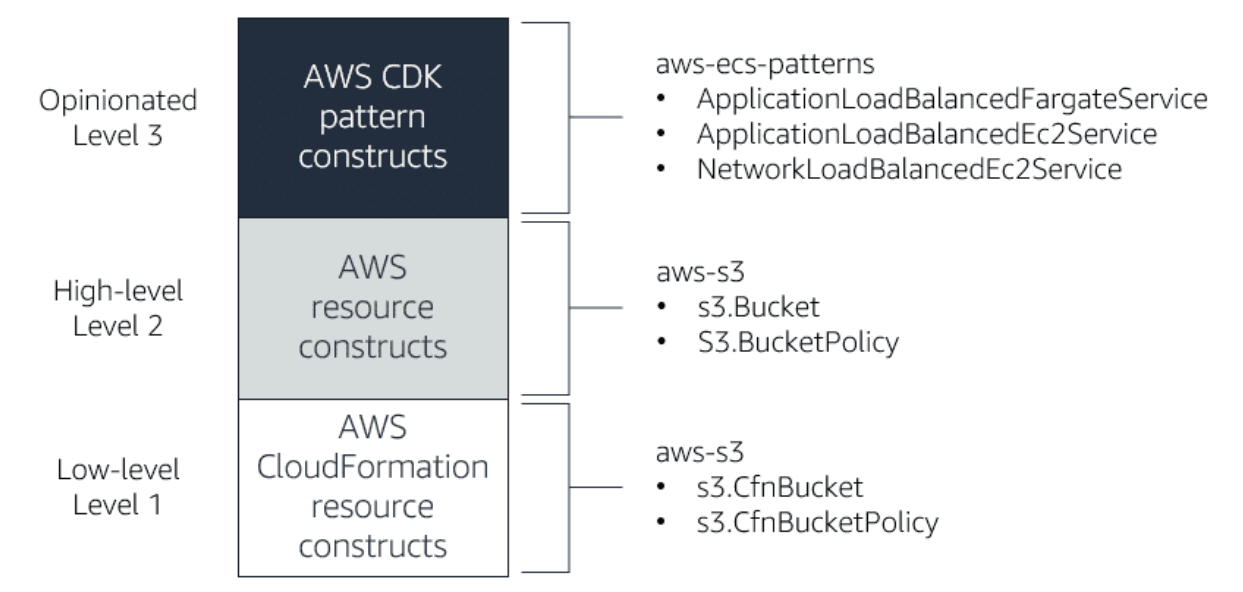 Opinionated
Level 3
AWS CDK
pattern
constructs
aws-ecs-patterns
• ApplicationLoadBalancedFargateService
• ApplicationLoadBalancedEc2Service
• NetworkLoadBalancedEc2Service
High-level
Level 2
AWS
resource
constructs
aws-s3
• s3.Bucket
• S3.BucketPolicy
Low-level
Level 1
AWS
CloudFormation
resource
constructs
aws-s3
• s3.CfnBucket
• s3.CfnBucketPolicy